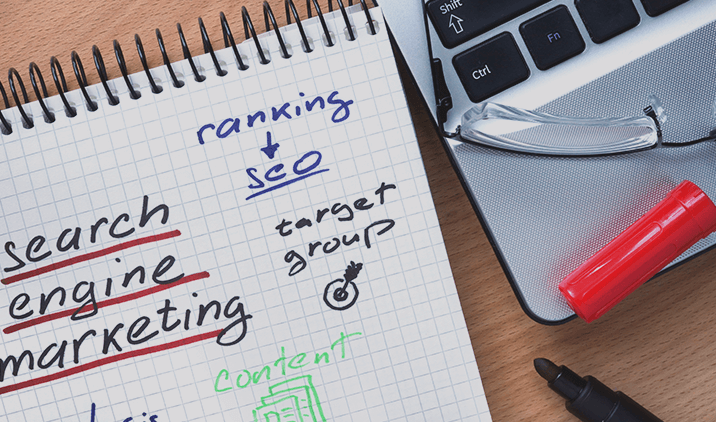 ranking
seo
search
engine
marketing
target
group
content
Shift
Fn
Ctrl